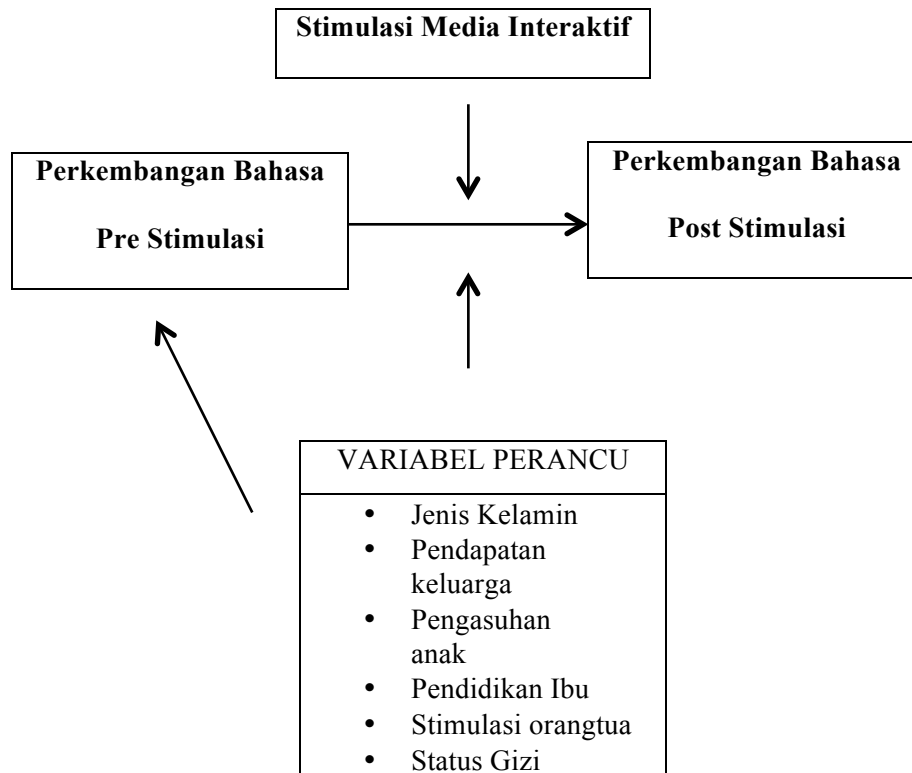 Stimulasi Media Interaktif
Perkembangan Bahasa
Pre Stimulasi
Perkembangan Bahasa
Post Stimulasi
VARIABEL PERANCU
• Jenis Kelamin
• Pendapatan
keluarga
• Pengasuhan
anak
• Pendidikan Ibu
• Stimulasi orangtua
• Status Gizi